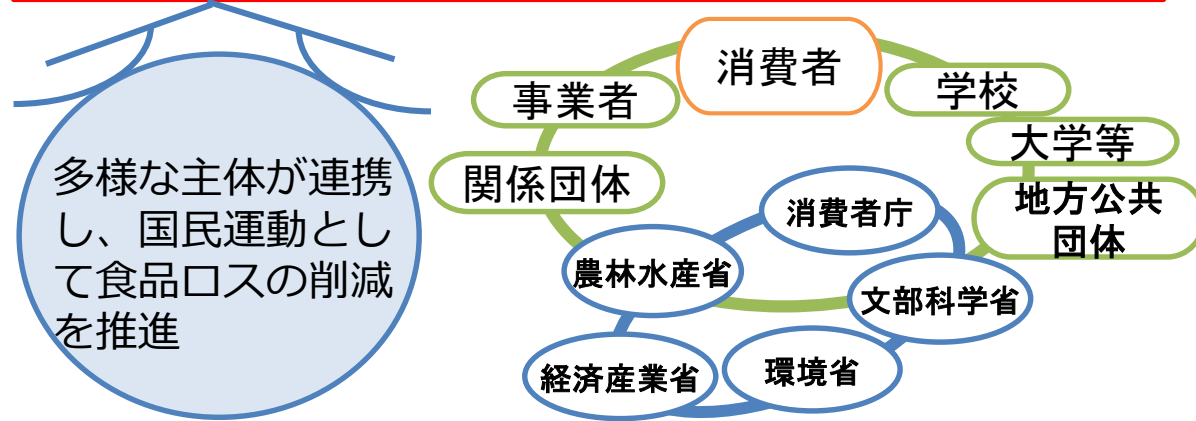 多様な主体が連携
し、国民運動とし
て食品ロスの削減
を推進
消費者
事業者
学校
大学等
関係団体
地方公共
団体
消費者庁
農林水産省
文部科学省
経済産業省
環境省